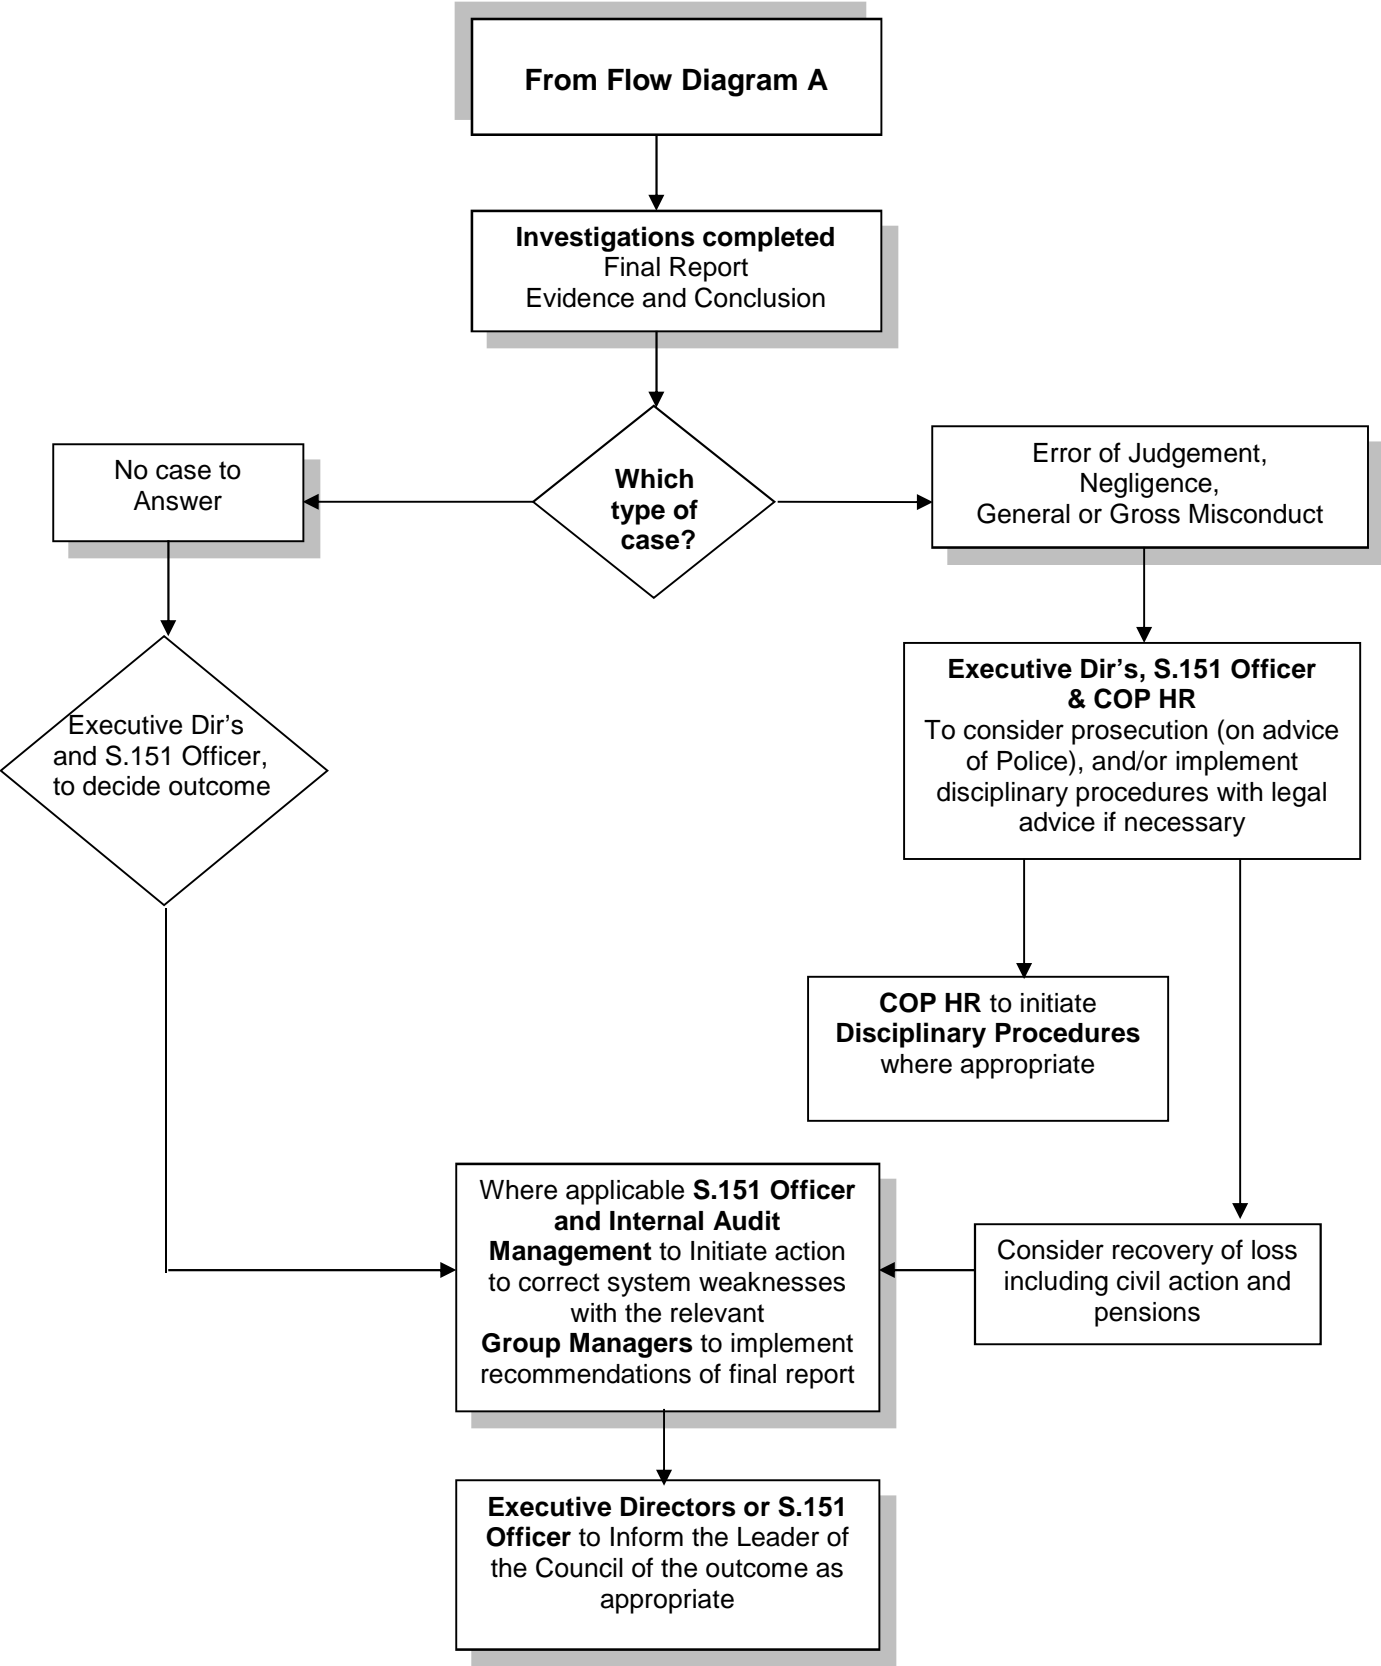 From Flow Diagram A
Investigations completed
Final Report
Evidence and Conclusion
Which
type of
case?
No case to
Answer
Error of Judgement,
Negligence,
General or Gross Misconduct
Executive Dir’s
and S.151 Officer,
to decide outcome
Executive Dir’s, S.151 Officer
& COP HR
To consider prosecution (on advice
of Police), and/or implement
disciplinary procedures with legal
advice if necessary
COP HR to initiate
Disciplinary Procedures
where appropriate
Where applicable S.151 Officer
and Internal Audit
Management to Initiate action
to correct system weaknesses
with the relevant
Group Managers to implement
recommendations of final report
Consider recovery of loss
including civil action and
pensions
Executive Directors or S.151
Officer to Inform the Leader of
the Council of the outcome as
appropriate